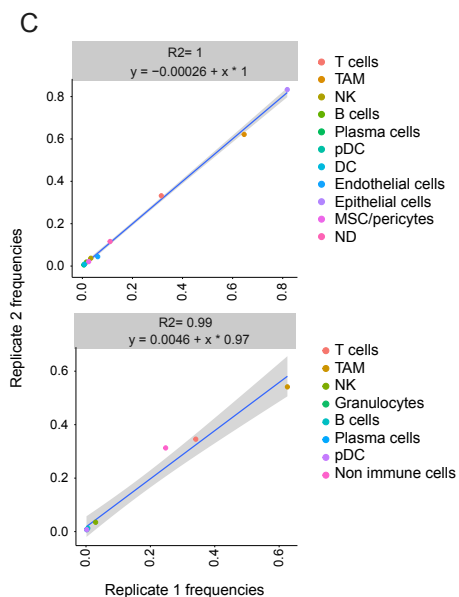 C
R2= 1
y = −0.00026 + x * 1
0.8
0.6
0.4
0.2
0.0
0.0
0.2
0.4
0.6
0.8
T cells
TAM
NK
B cells
Plasma cells
pDC
DC
Endothelial cells
Epithelial cells
MSC/pericytes
ND
Replicate 2 frequencies
R2= 0.99
y = 0.0046 + x * 0.97
0.6
0.4
0.2
0.0
0.0
0.2
0.4
0.6
T cells
TAM
NK
Granulocytes
B cells
Plasma cells
pDC
Non immune cells
Replicate 1 frequencies